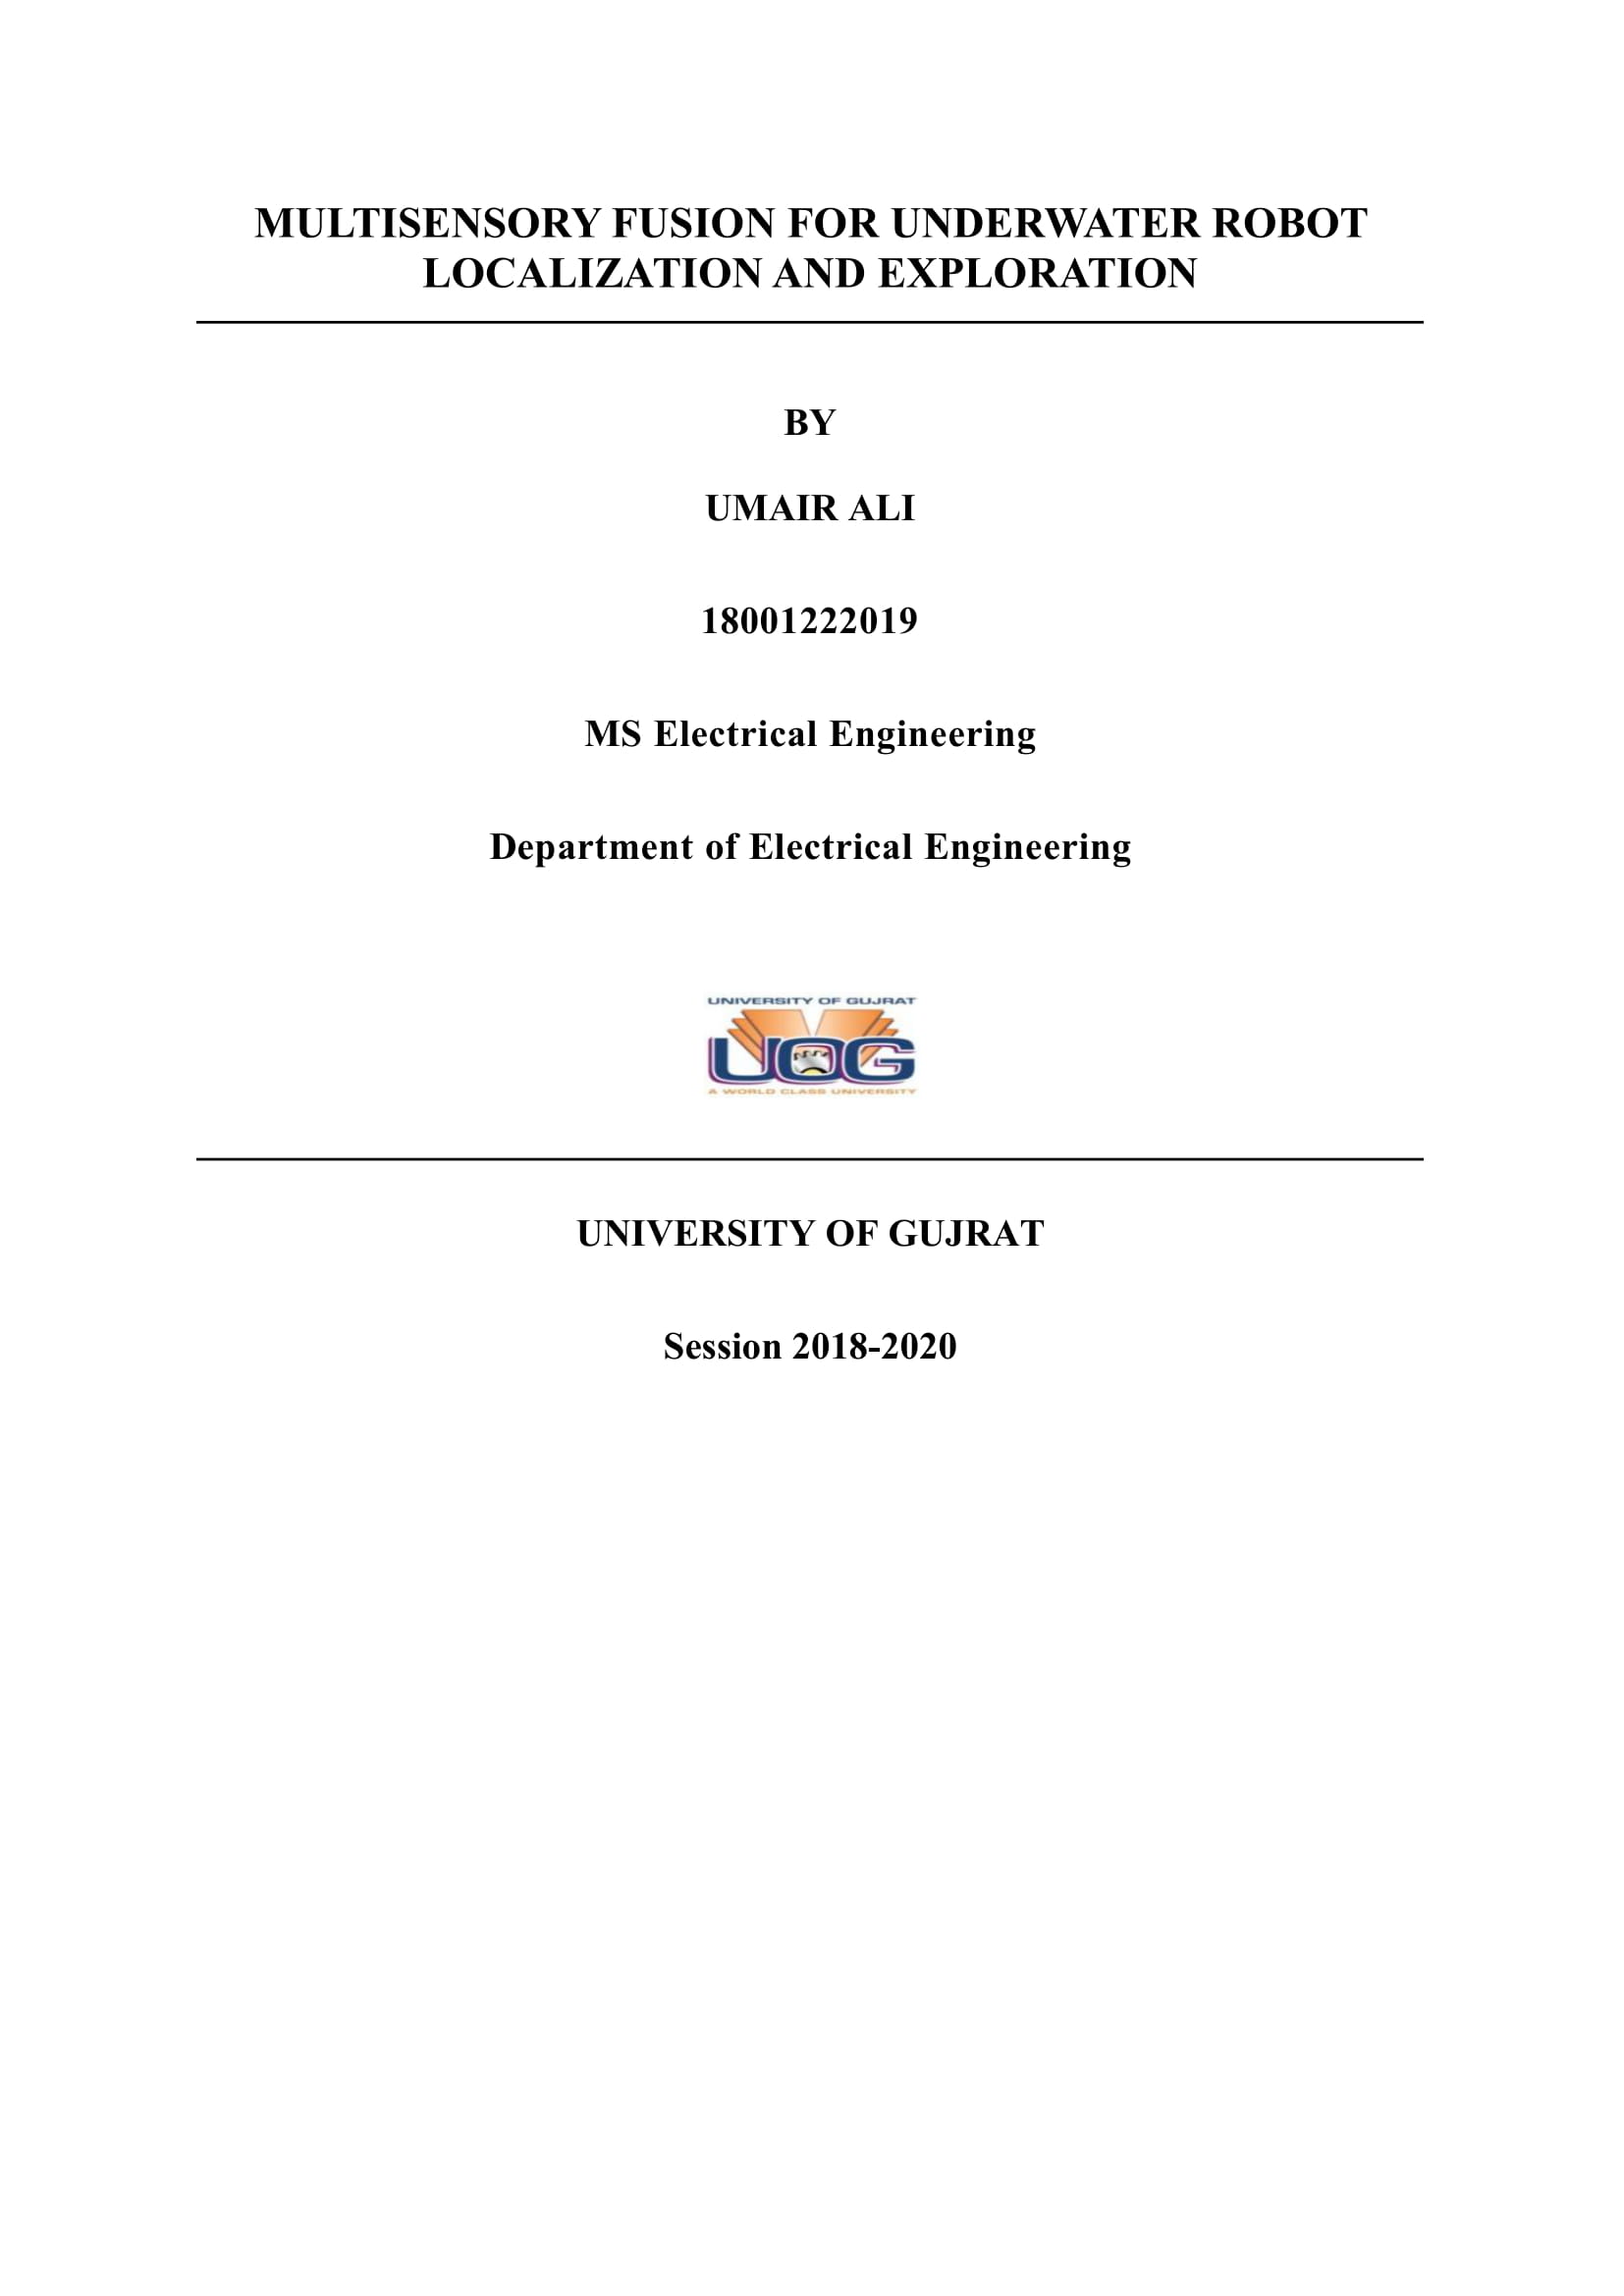 MULTISENSORY FUSION FOR UNDERWATER ROBOT
LOCALIZATION AND EXPLORATION
BY
UMAIR ALI
18001222019
MS Electrical Engineering
Department of Electrical Engineering
UNIVERSITY OF GUJRAT
UOG
A WORLD CLASS UNIVERSITY
UNIVERSITY OF GUJRAT
Session 2018-2020